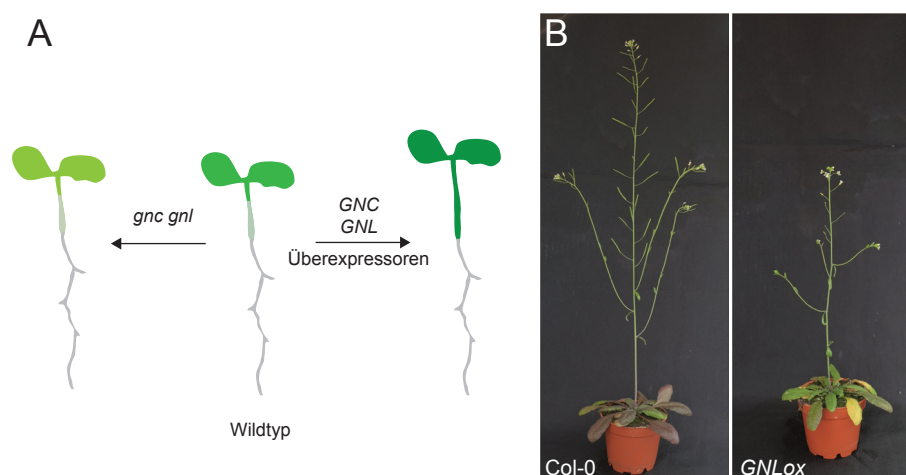 A
gnc gnl
GNC
GNL
Überexpressoren
Wildtyp
B
Col-0
GNLox